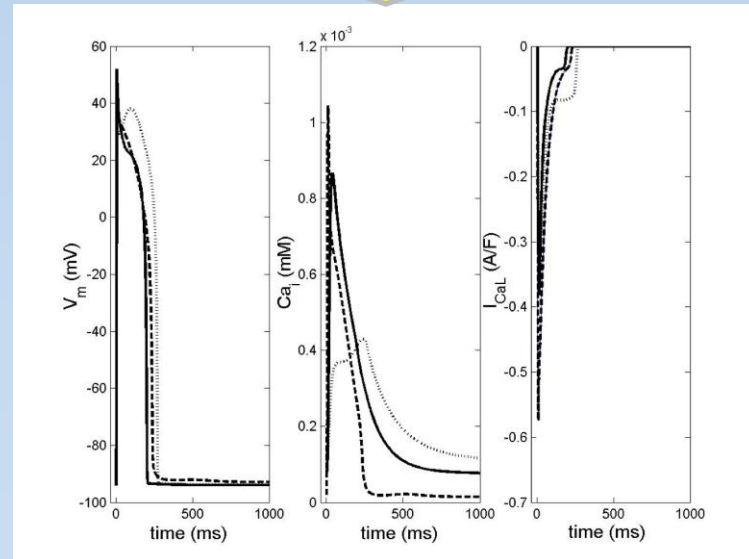 60
40
20
0
-20
-40
-60
-80
-100
V_m (mV)
0 500 1000
time (ms)
x 10^-3
1.2
1
0.8
0.6
0.4
0.2
0
Ca_i (mM)
0 500 1000
time (ms)
0
-0.1
-0.2
-0.3
-0.4
-0.5
-0.6
-0.7
I_CaL (A/F)
0 500 1000
time (ms)